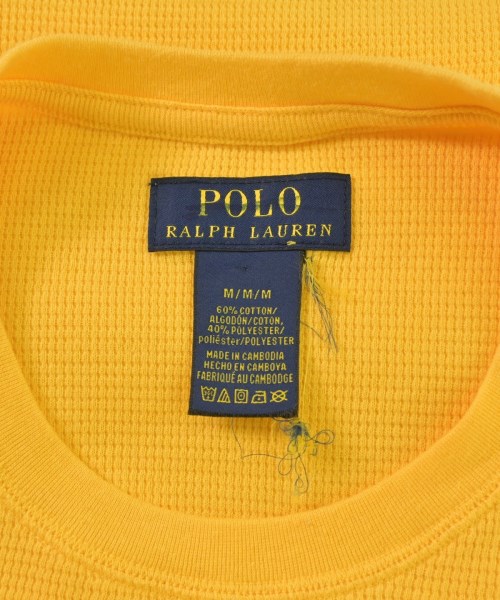 POLO
RALPH LAUREN
M/M/M
60% COTTON/
ALGODÓN/COTON,
40% POLYESTER/
poliéster/POLYESTER
MADE IN CAMBODIA
HECHO EN CAMBOYA
FABRIQUÉ AU CAMBODGE